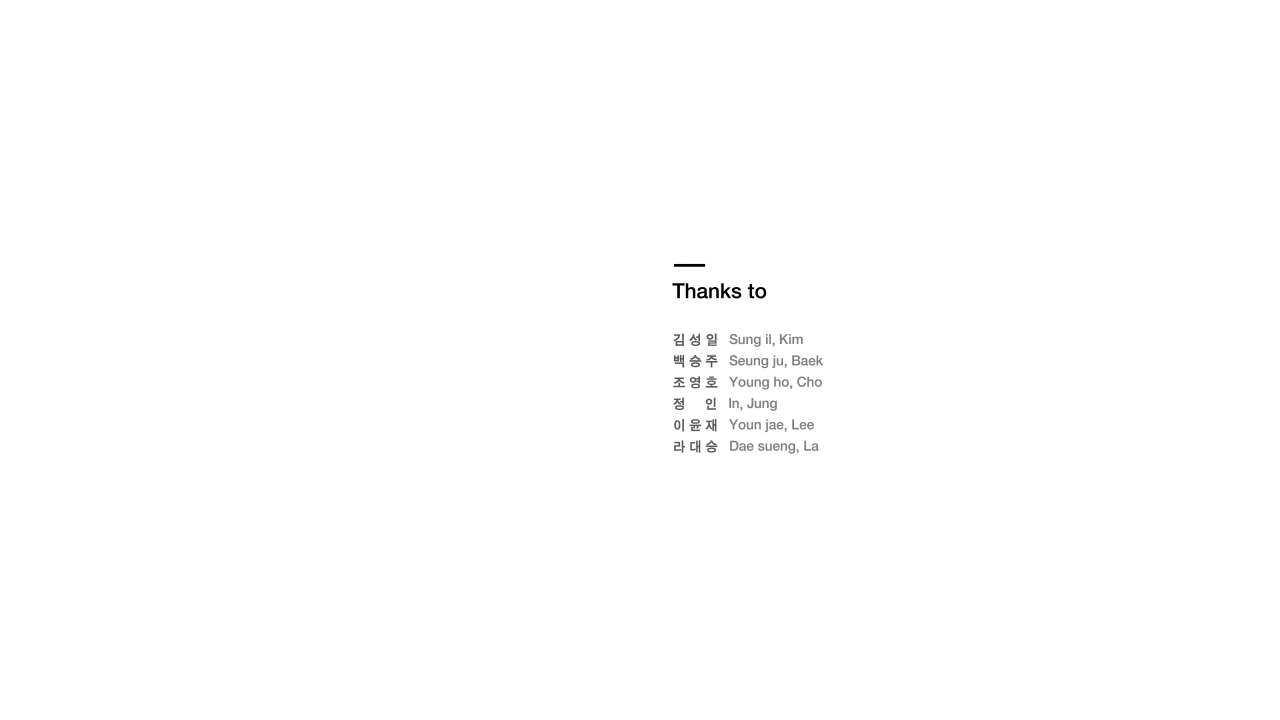 Thanks to
김 성 일 Sung il, Kim
백 승 주 Seung ju, Baek
조 영 호 Young ho, Cho
정 인 In, Jung
이 윤 재 Youn jae, Lee
라 대 승 Dae sueng, La